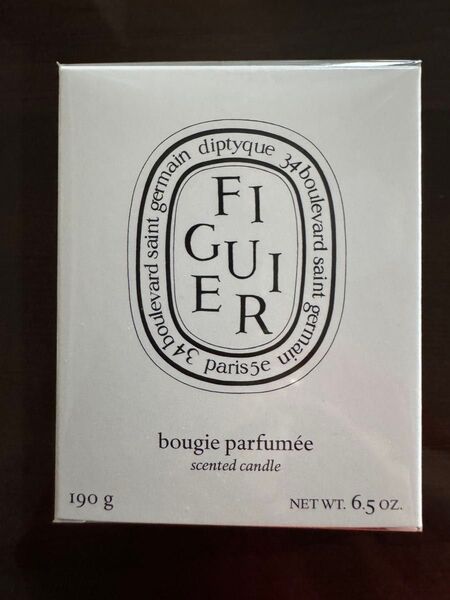 diptyque 34 boulevard saint germain paris 5e 34 boulevard saint germain
FI
GUI
ER
bougie parfumée
scented candle
190 g
NET WT. 6.5 OZ.